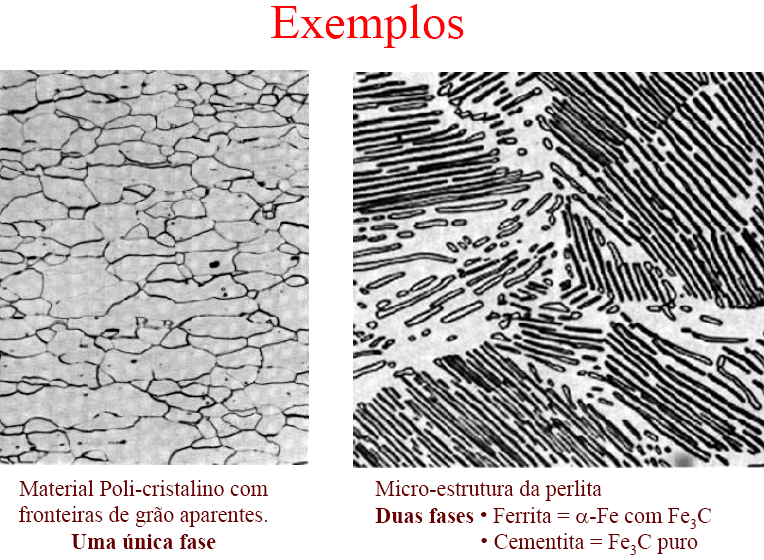 Exemplos
Material Poli-cristalino com
fronteiras de grão aparentes.
Uma única fase
Micro-estrutura da perlita
Duas fases • Ferrita = α-Fe com Fe₃C
• Cementita = Fe₃C puro